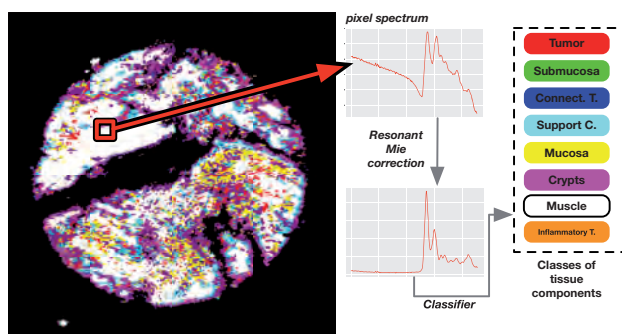 pixel spectrum
Resonant
Mie
correction
Classifier
Tumor
Submucosa
Connect. T.
Support C.
Mucosa
Crypts
Muscle
Inflammatory T.
Classes of
tissue
components